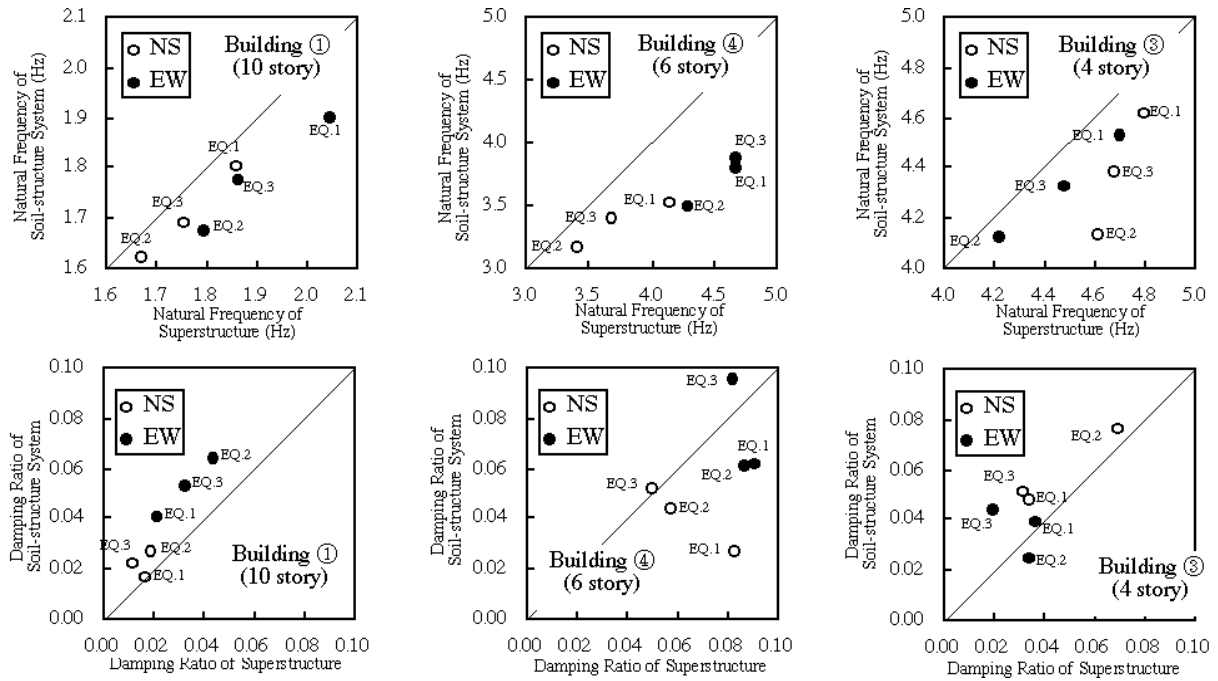 2.1
2.0
1.9
1.8
1.7
1.6
Natural Frequency of
Soil-structure System (Hz)
NS
EW
Building ①
(10 story)
EQ.1
EQ.1
EQ.3
EQ.3
EQ.2
EQ.2
1.6 1.7 1.8 1.9 2.0 2.1
Natural Frequency of
Superstructure (Hz)
5.0
4.5
4.0
3.5
3.0
Natural Frequency of
Soil-structure System (Hz)
NS
EW
Building ④
(6 story)
EQ.3
EQ.1
EQ.1
EQ.2
EQ.3
EQ.2
3.0 3.5 4.0 4.5 5.0
Natural Frequency of
Superstructure (Hz)
5.0
4.8
4.6
4.4
4.2
4.0
Natural Frequency of
Soil-structure System (Hz)
NS
EW
Building ③
(4 story)
EQ.1
EQ.1
EQ.3
EQ.3
EQ.2
EQ.2
4.0 4.2 4.4 4.6 4.8 5.0
Natural Frequency of
Superstructure (Hz)
0.10
0.08
0.06
0.04
0.02
0.00
Damping Ratio of
Soil-structure System
NS
EW
EQ.2
EQ.3
EQ.1
EQ.3
EQ.2
EQ.1
Building ①
(10 story)
0.00 0.02 0.04 0.06 0.08 0.10
Damping Ratio of Superstructure
0.10
0.08
0.06
0.04
0.02
0.00
Damping Ratio of
Soil-structure System
NS
EW
EQ.3
EQ.1
EQ.2
EQ.3
EQ.2
EQ.1
Building ④
(6 story)
0.00 0.02 0.04 0.06 0.08 0.10
Damping Ratio of Superstructure
0.10
0.08
0.06
0.04
0.02
0.00
Damping Ratio of
Soil-structure System
NS
EW
EQ.2
EQ.3
EQ.1
EQ.3
EQ.1
EQ.2
Building ③
(4 story)
0.00 0.02 0.04 0.06 0.08 0.10
Damping Ratio of Superstructure